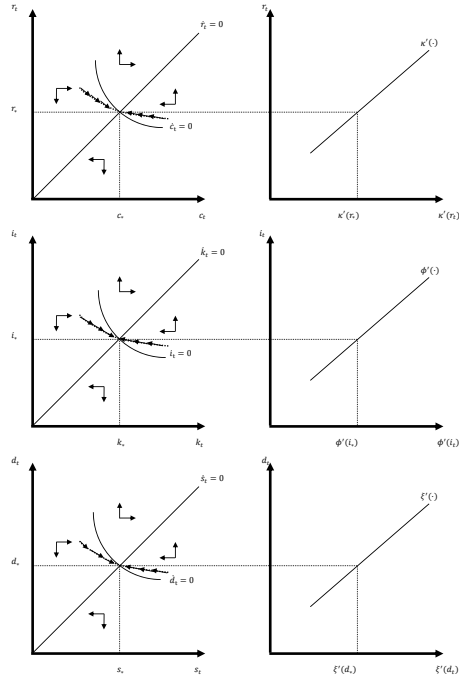 r_t
ṙ_t = 0
r_*
ċ_t = 0
c_* c_t
r_t
κ′(·)
κ′(r_*) κ′(r_t)
i_t
k̇_t = 0
i_*
i_t = 0
k_* k_t
i_t
ϕ′(·)
ϕ′(i_*) ϕ′(i_t)
d_t
ṡ_t = 0
d_*
ḋ_t = 0
s_* s_t
d_t
ξ′(·)
ξ′(d_*) ξ′(d_t)